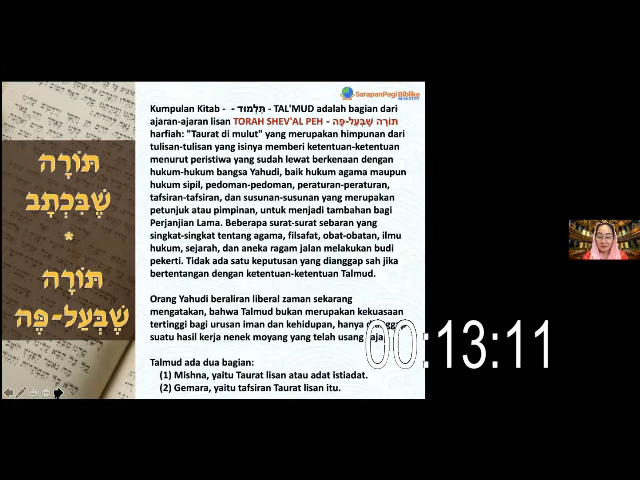 SarapanPagi Biblika
MINISTRY
תּוֹרָה
שֶׁבִּכְתָב
*
תּוֹרָה
שֶׁבְּעַל-פֶּה
Kumpulan Kitab - תַּלְמוּד - - TAL'MUD adalah bagian dari
ajaran-ajaran lisan TORAH SHEV'AL PEH - תּוֹרָה שֶׁבְּעַל-פֶּה
harfiah: "Taurat di mulut" yang merupakan himpunan dari
tulisan-tulisan yang isinya memberi ketentuan-ketentuan
menurut peristiwa yang sudah lewat berkenaan dengan
hukum-hukum bangsa Yahudi, baik hukum agama maupun
hukum sipil, pedoman-pedoman, peraturan-peraturan,
tafsiran-tafsiran, dan susunan-susunan yang merupakan
petunjuk atau pimpinan, untuk menjadi tambahan bagi
Perjanjian Lama. Beberapa surat-surat sebaran yang
singkat-singkat tentang agama, filsafat, obat-obatan, ilmu
hukum, sejarah, dan aneka ragam jalan melakukan budi
pekerti. Tidak ada satu keputusan yang dianggap sah jika
bertentangan dengan ketentuan-ketentuan Talmud.
Orang Yahudi beraliran liberal zaman sekarang
mengatakan, bahwa Talmud bukan merupakan kekuasaan
tertinggi bagi urusan iman dan kehidupan, hanya
suatu hasil kerja nenek moyang yang telah usang
00:13:11
Talmud ada dua bagian:
(1) Mishna, yaitu Taurat lisan atau adat istiadat.
(2) Gemara, yaitu tafsiran Taurat lisan itu.